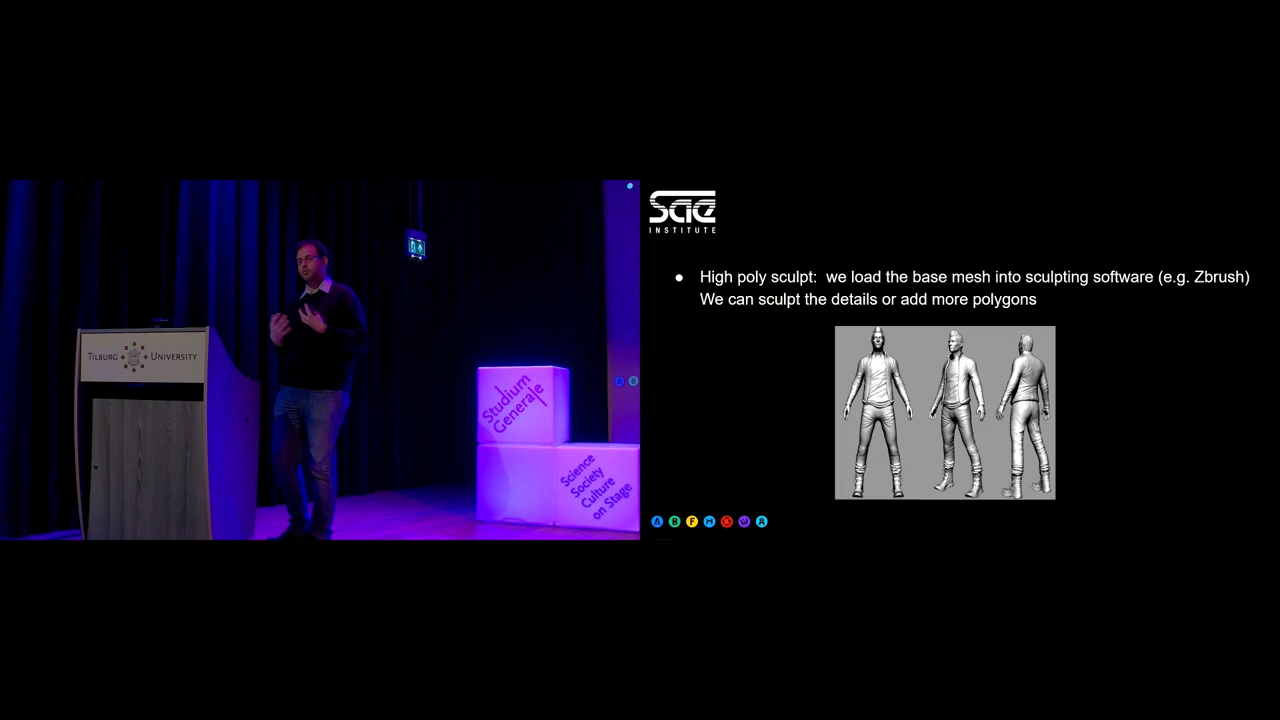 TILBURG UNIVERSITY
Studium
Generale
Science
Society
Culture
on Stage
A B
sae
INSTITUTE
● High poly sculpt: we load the base mesh into sculpting software (e.g. Zbrush)
We can sculpt the details or add more polygons
A B F M C W A